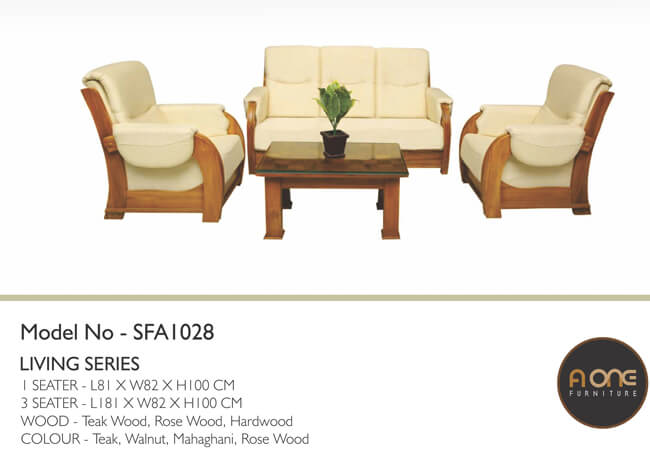 Model No - SFA1028
LIVING SERIES
1 SEATER - L81 X W82 X H100 CM
3 SEATER - L181 X W82 X H100 CM
WOOD - Teak Wood, Rose Wood, Hardwood
COLOUR - Teak, Walnut, Mahaghani, Rose Wood
A ONE
FURNITURE